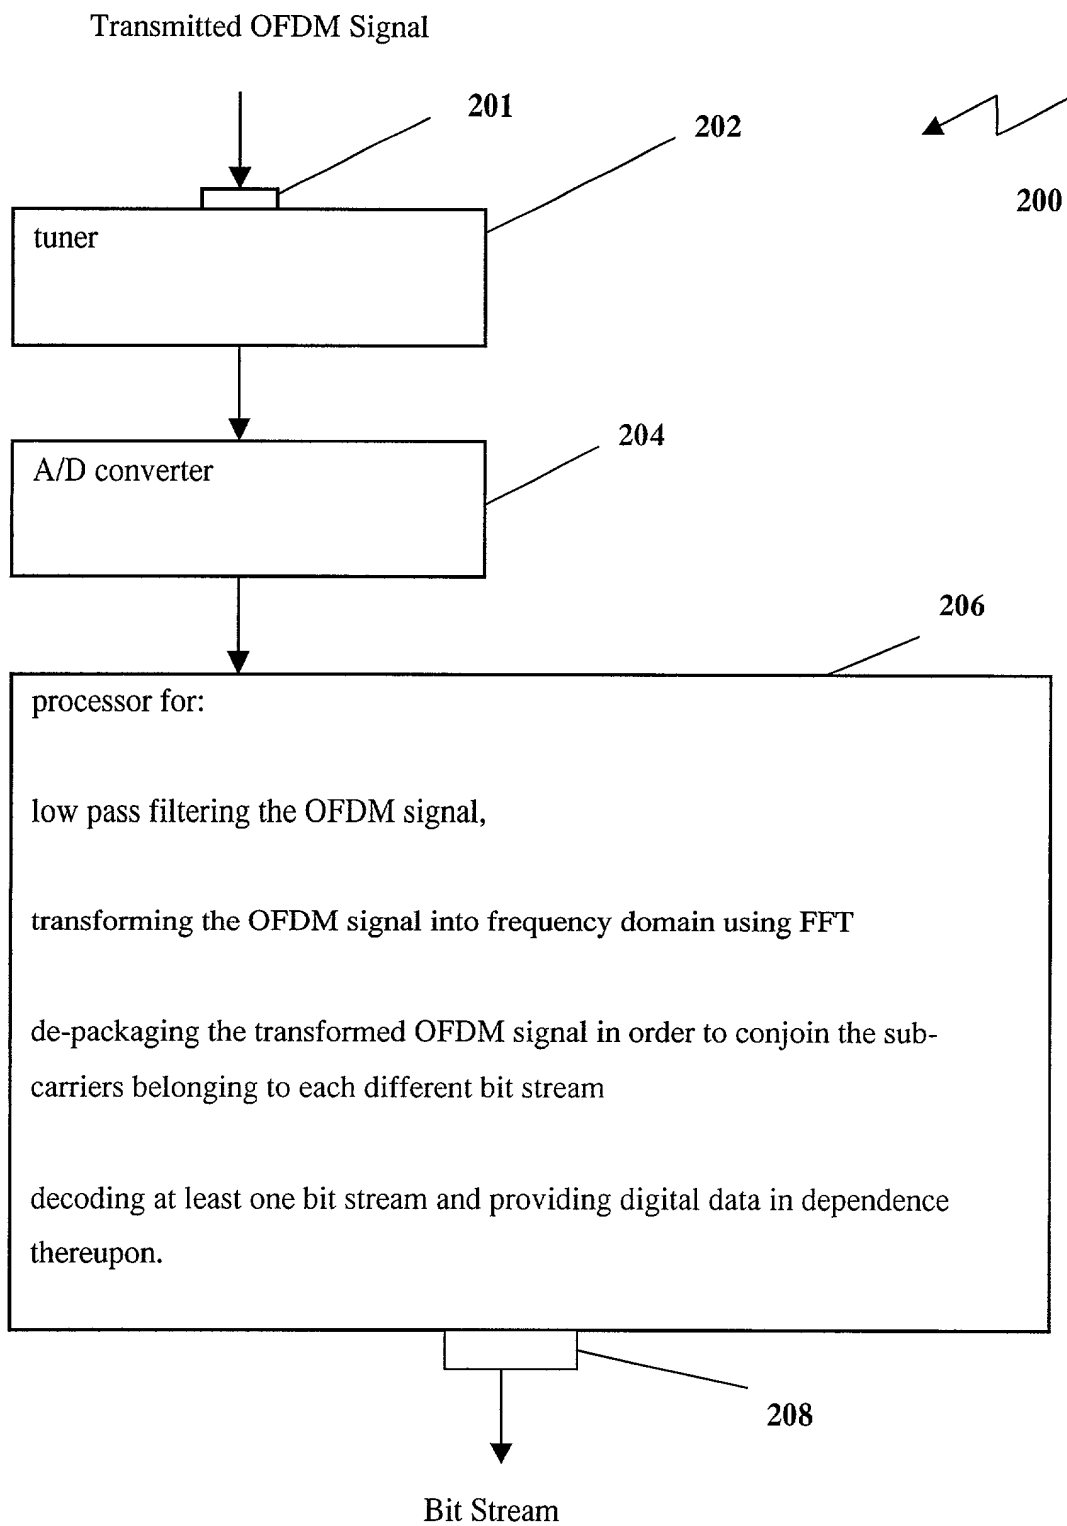 Transmitted OFDM Signal
201
202
200
tuner
204
A/D converter
206
processor for:
low pass filtering the OFDM signal,
transforming the OFDM signal into frequency domain using FFT
de-packaging the transformed OFDM signal in order to conjoin the sub-
carriers belonging to each different bit stream
decoding at least one bit stream and providing digital data in dependence
thereupon.
208
Bit Stream